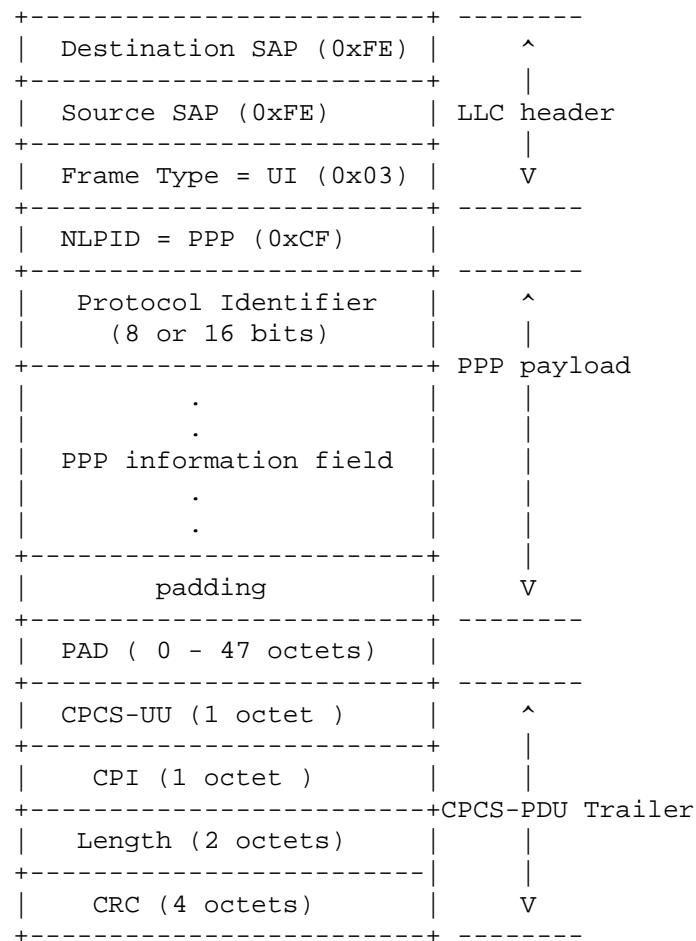 +-------------------------+ --------
|  Destination SAP (0xFE) |     ^
+-------------------------+     |
|  Source SAP (0xFE)      | LLC header
+-------------------------+     |
|  Frame Type = UI (0x03) |     V
+-------------------------+ --------
|  NLPID = PPP (0xCF)     |
+-------------------------+ --------
|   Protocol Identifier   |     ^
|     (8 or 16 bits)      |     |
+-------------------------+ PPP payload
|          .              |     |
|          .              |     |
|  PPP information field  |     |
|          .              |     |
|          .              |     |
+-------------------------+     |
|        padding          |     V
+-------------------------+ --------
|  PAD ( 0 - 47 octets)   |
+-------------------------+ --------
|  CPCS-UU (1 octet )     |     ^
+-------------------------+     |
|    CPI (1 octet )       |     |
+-------------------------+CPCS-PDU Trailer
|   Length (2 octets)     |     |
+-------------------------|     |
|    CRC (4 octets)       |     V
+-------------------------+ --------